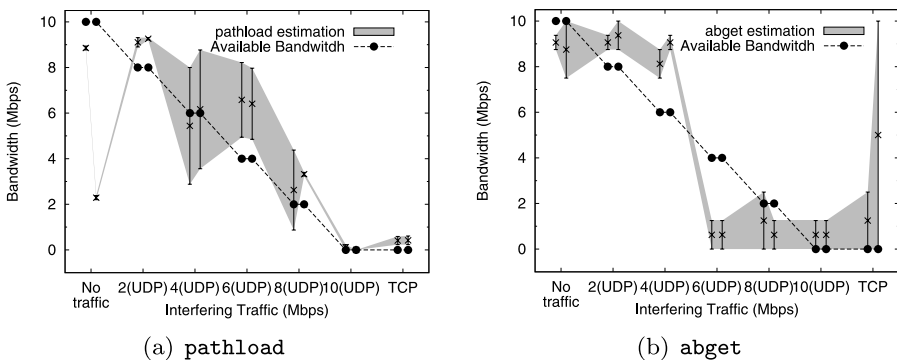 10
8
6
4
2
0
Bandwidth (Mbps)
pathload estimation
Available Bandwitdh
No traffic
2(UDP) 4(UDP) 6(UDP) 8(UDP) 10(UDP) TCP
Interfering Traffic (Mbps)
(a) pathload
10
8
6
4
2
0
Bandwidth (Mbps)
abget estimation
Available Bandwitdh
No traffic
2(UDP) 4(UDP) 6(UDP) 8(UDP) 10(UDP) TCP
Interfering Traffic (Mbps)
(b) abget